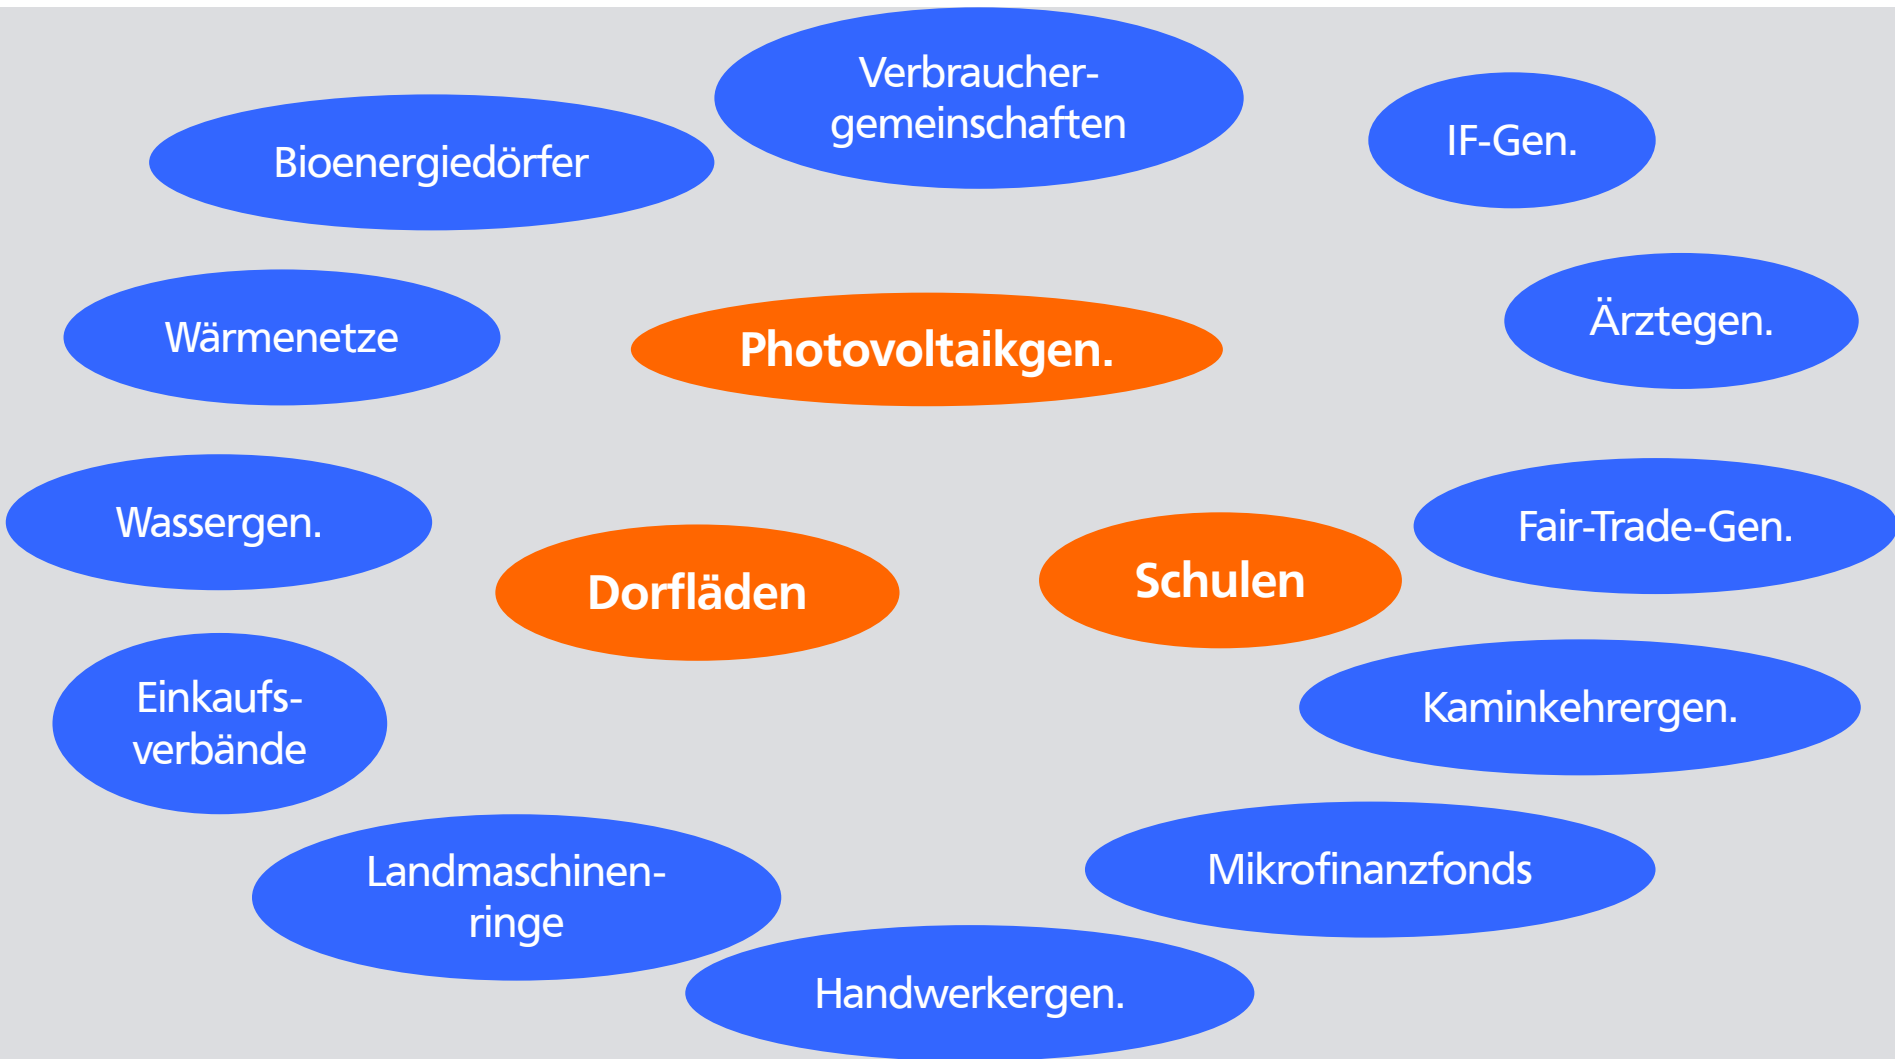 Verbraucher-
gemeinschaften
IF-Gen.
Bioenergiedörfer
Ärztegen.
Wärmenetze
Photovoltaikgen.
Wassergen.
Fair-Trade-Gen.
Dorfläden
Schulen
Einkaufs-
verbände
Kaminkehrergen.
Landmaschinen-
ringe
Mikrofinanzfonds
Handwerkergen.